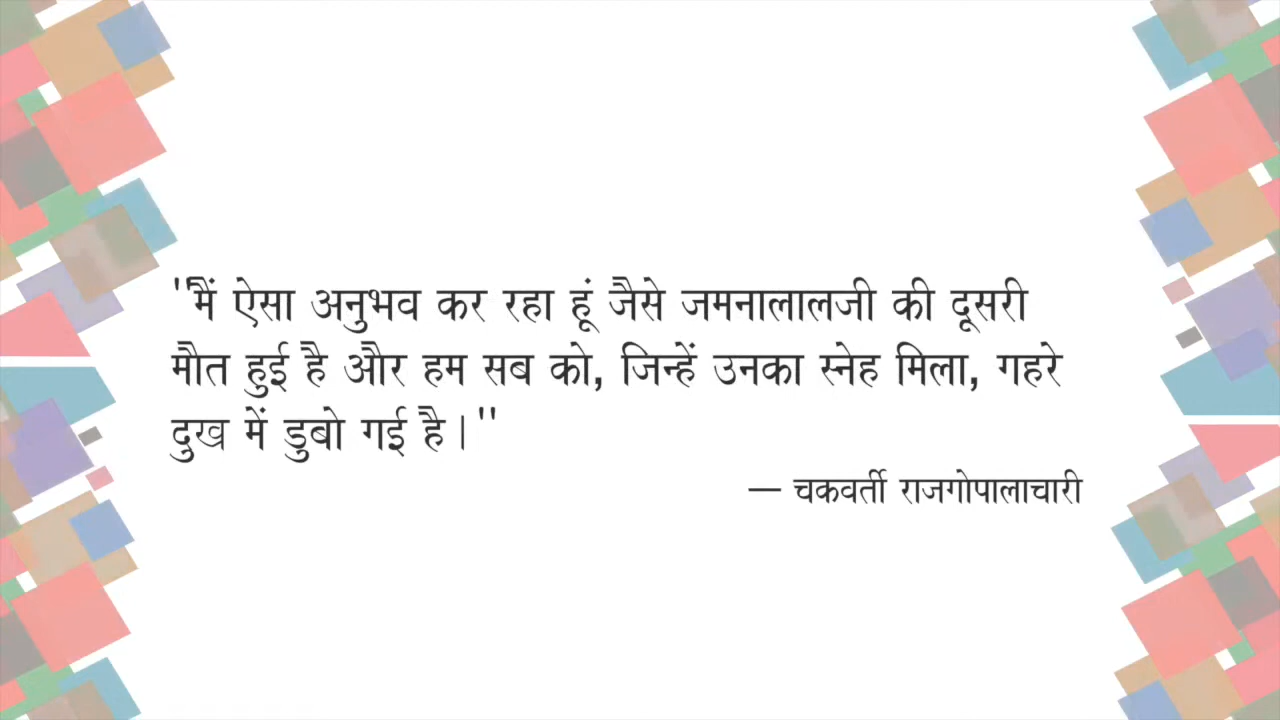 "मैं ऐसा अनुभव कर रहा हूं जैसे जमनालालजी की दूसरी
मौत हुई है और हम सब को, जिन्हें उनका स्नेह मिला, गहरे
दुख में डुबो गई है।"
— चकवर्ती राजगोपालाचारी